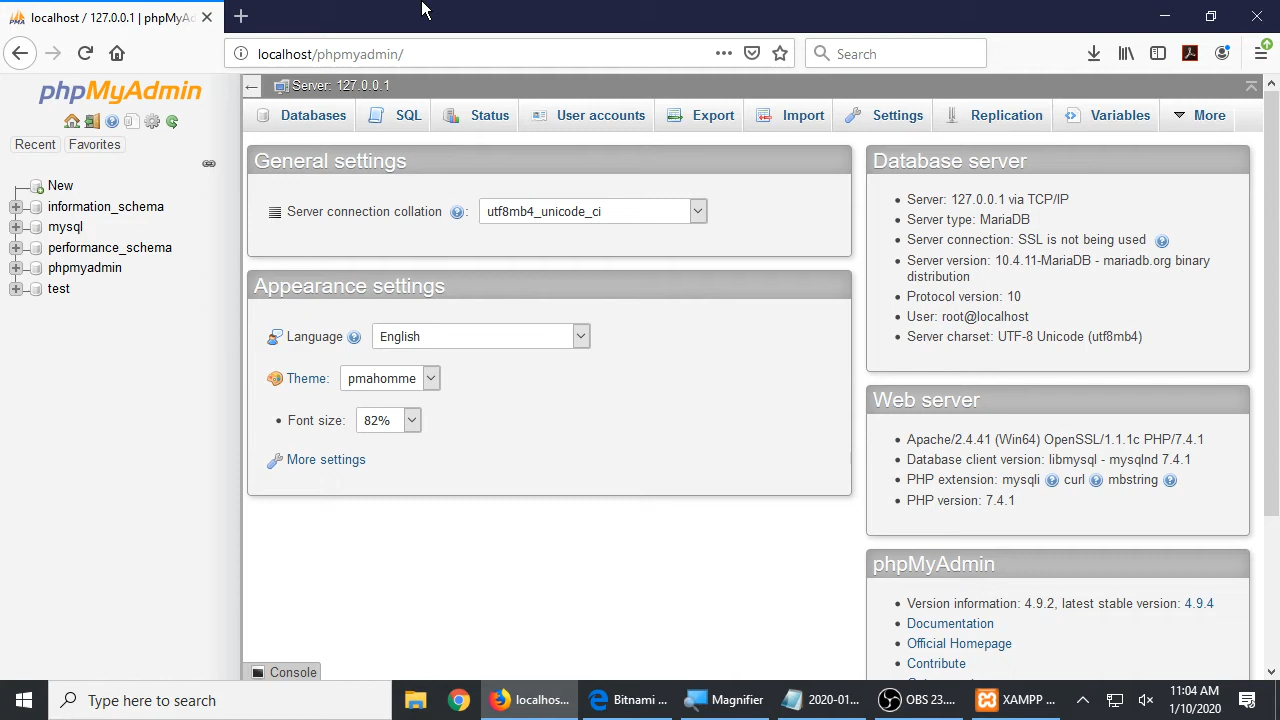 localhost / 127.0.0.1 | phpMyAd
localhost/phpmyadmin/
Search
phpMyAdmin
Recent
Favorites
New
information_schema
mysql
performance_schema
phpmyadmin
test
Server: 127.0.0.1
Databases
SQL
Status
User accounts
Export
Import
Settings
Replication
Variables
More
General settings
Server connection collation
:
utf8mb4_unicode_ci
Appearance settings
Language
English
Theme:
pmahomme
Font size:
82%
More settings
Database server
Server: 127.0.0.1 via TCP/IP
Server type: MariaDB
Server connection: SSL is not being used
Server version: 10.4.11-MariaDB - mariadb.org binary
distribution
Protocol version: 10
User: root@localhost
Server charset: UTF-8 Unicode (utf8mb4)
Web server
Apache/2.4.41 (Win64) OpenSSL/1.1.1c PHP/7.4.1
Database client version: libmysql - mysqlnd 7.4.1
PHP extension: mysqli curl mbstring
PHP version: 7.4.1
phpMyAdmin
Version information: 4.9.2, latest stable version: 4.9.4
Documentation
Official Homepage
Contribute
Console
Type here to search
localhos...
Bitnami ...
Magnifier
2020-01...
OBS 23....
XAMPP ...
11:04 AM
1/10/2020